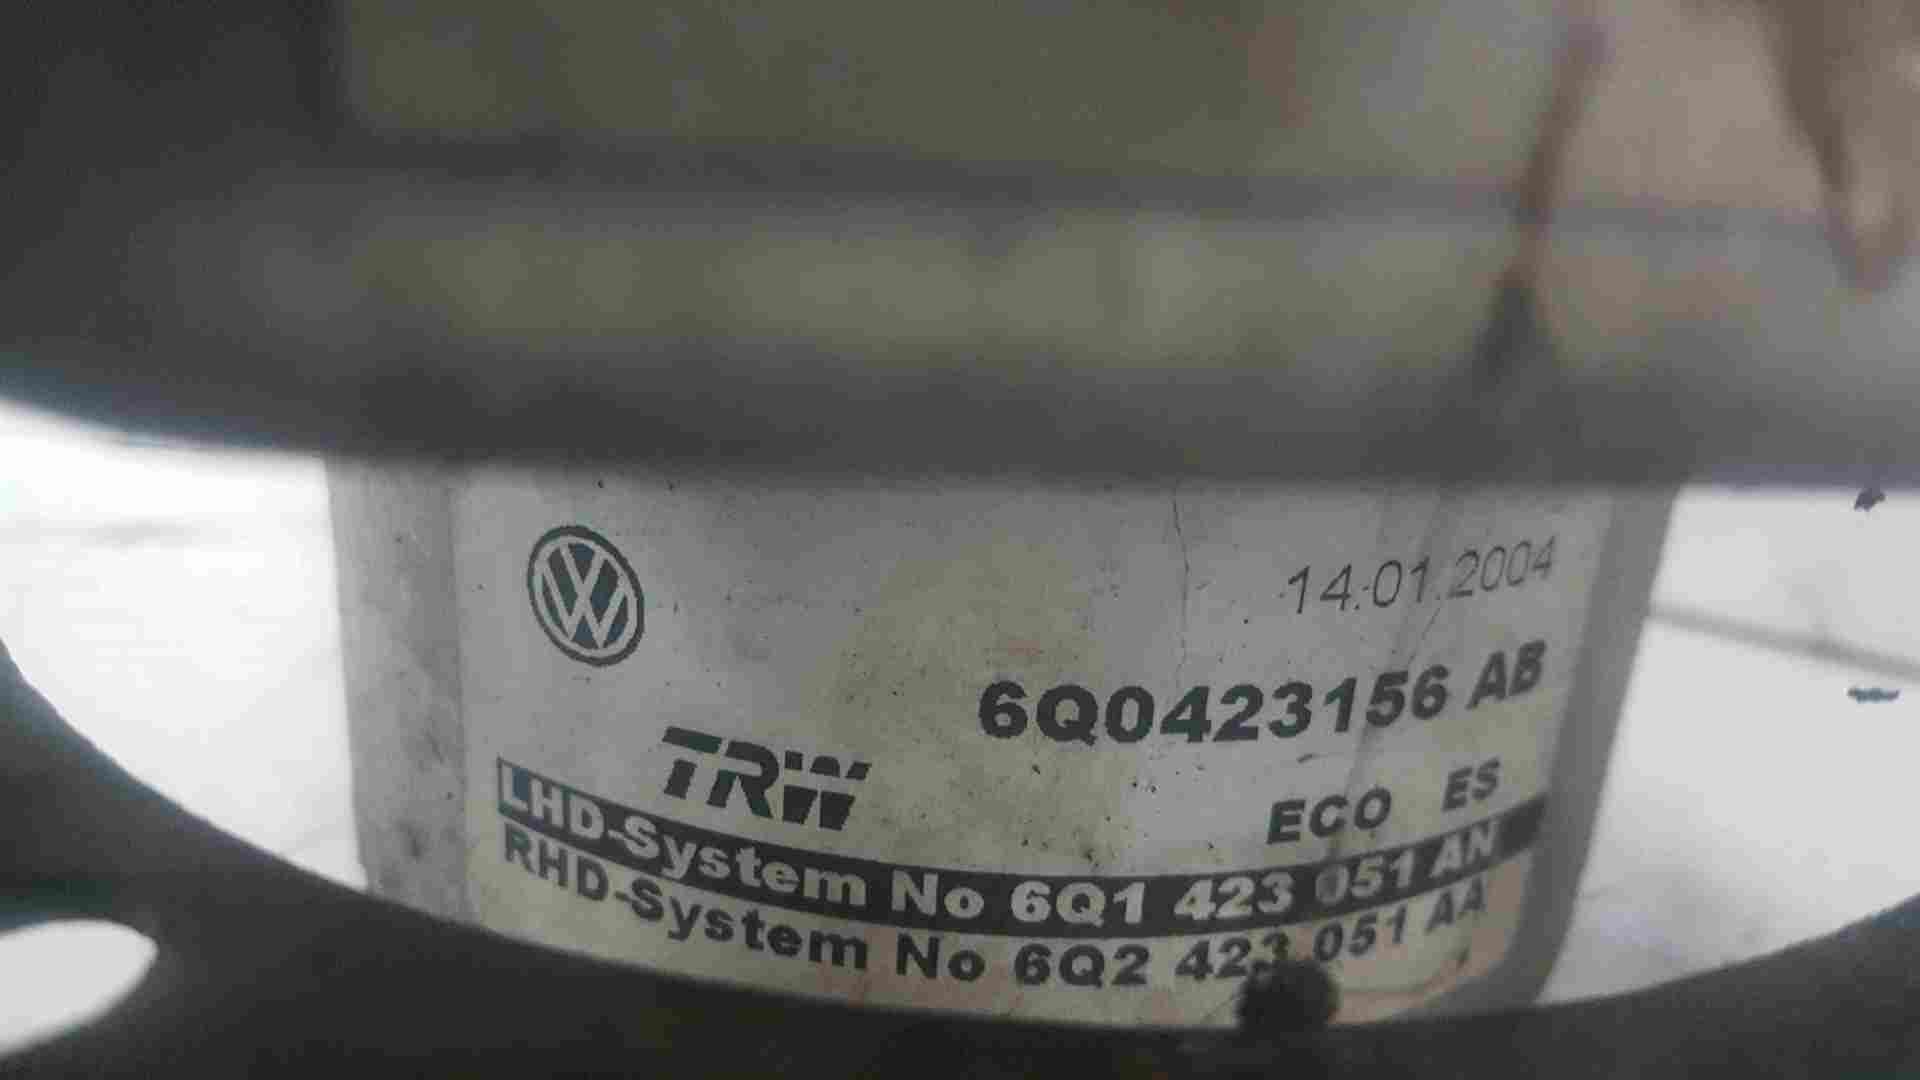 14.01.2004
6Q0423156 AB
TRW
ECO ES
LHD-System No 6Q1 423 051 AN
RHD-System No 6Q2 423 051 AA